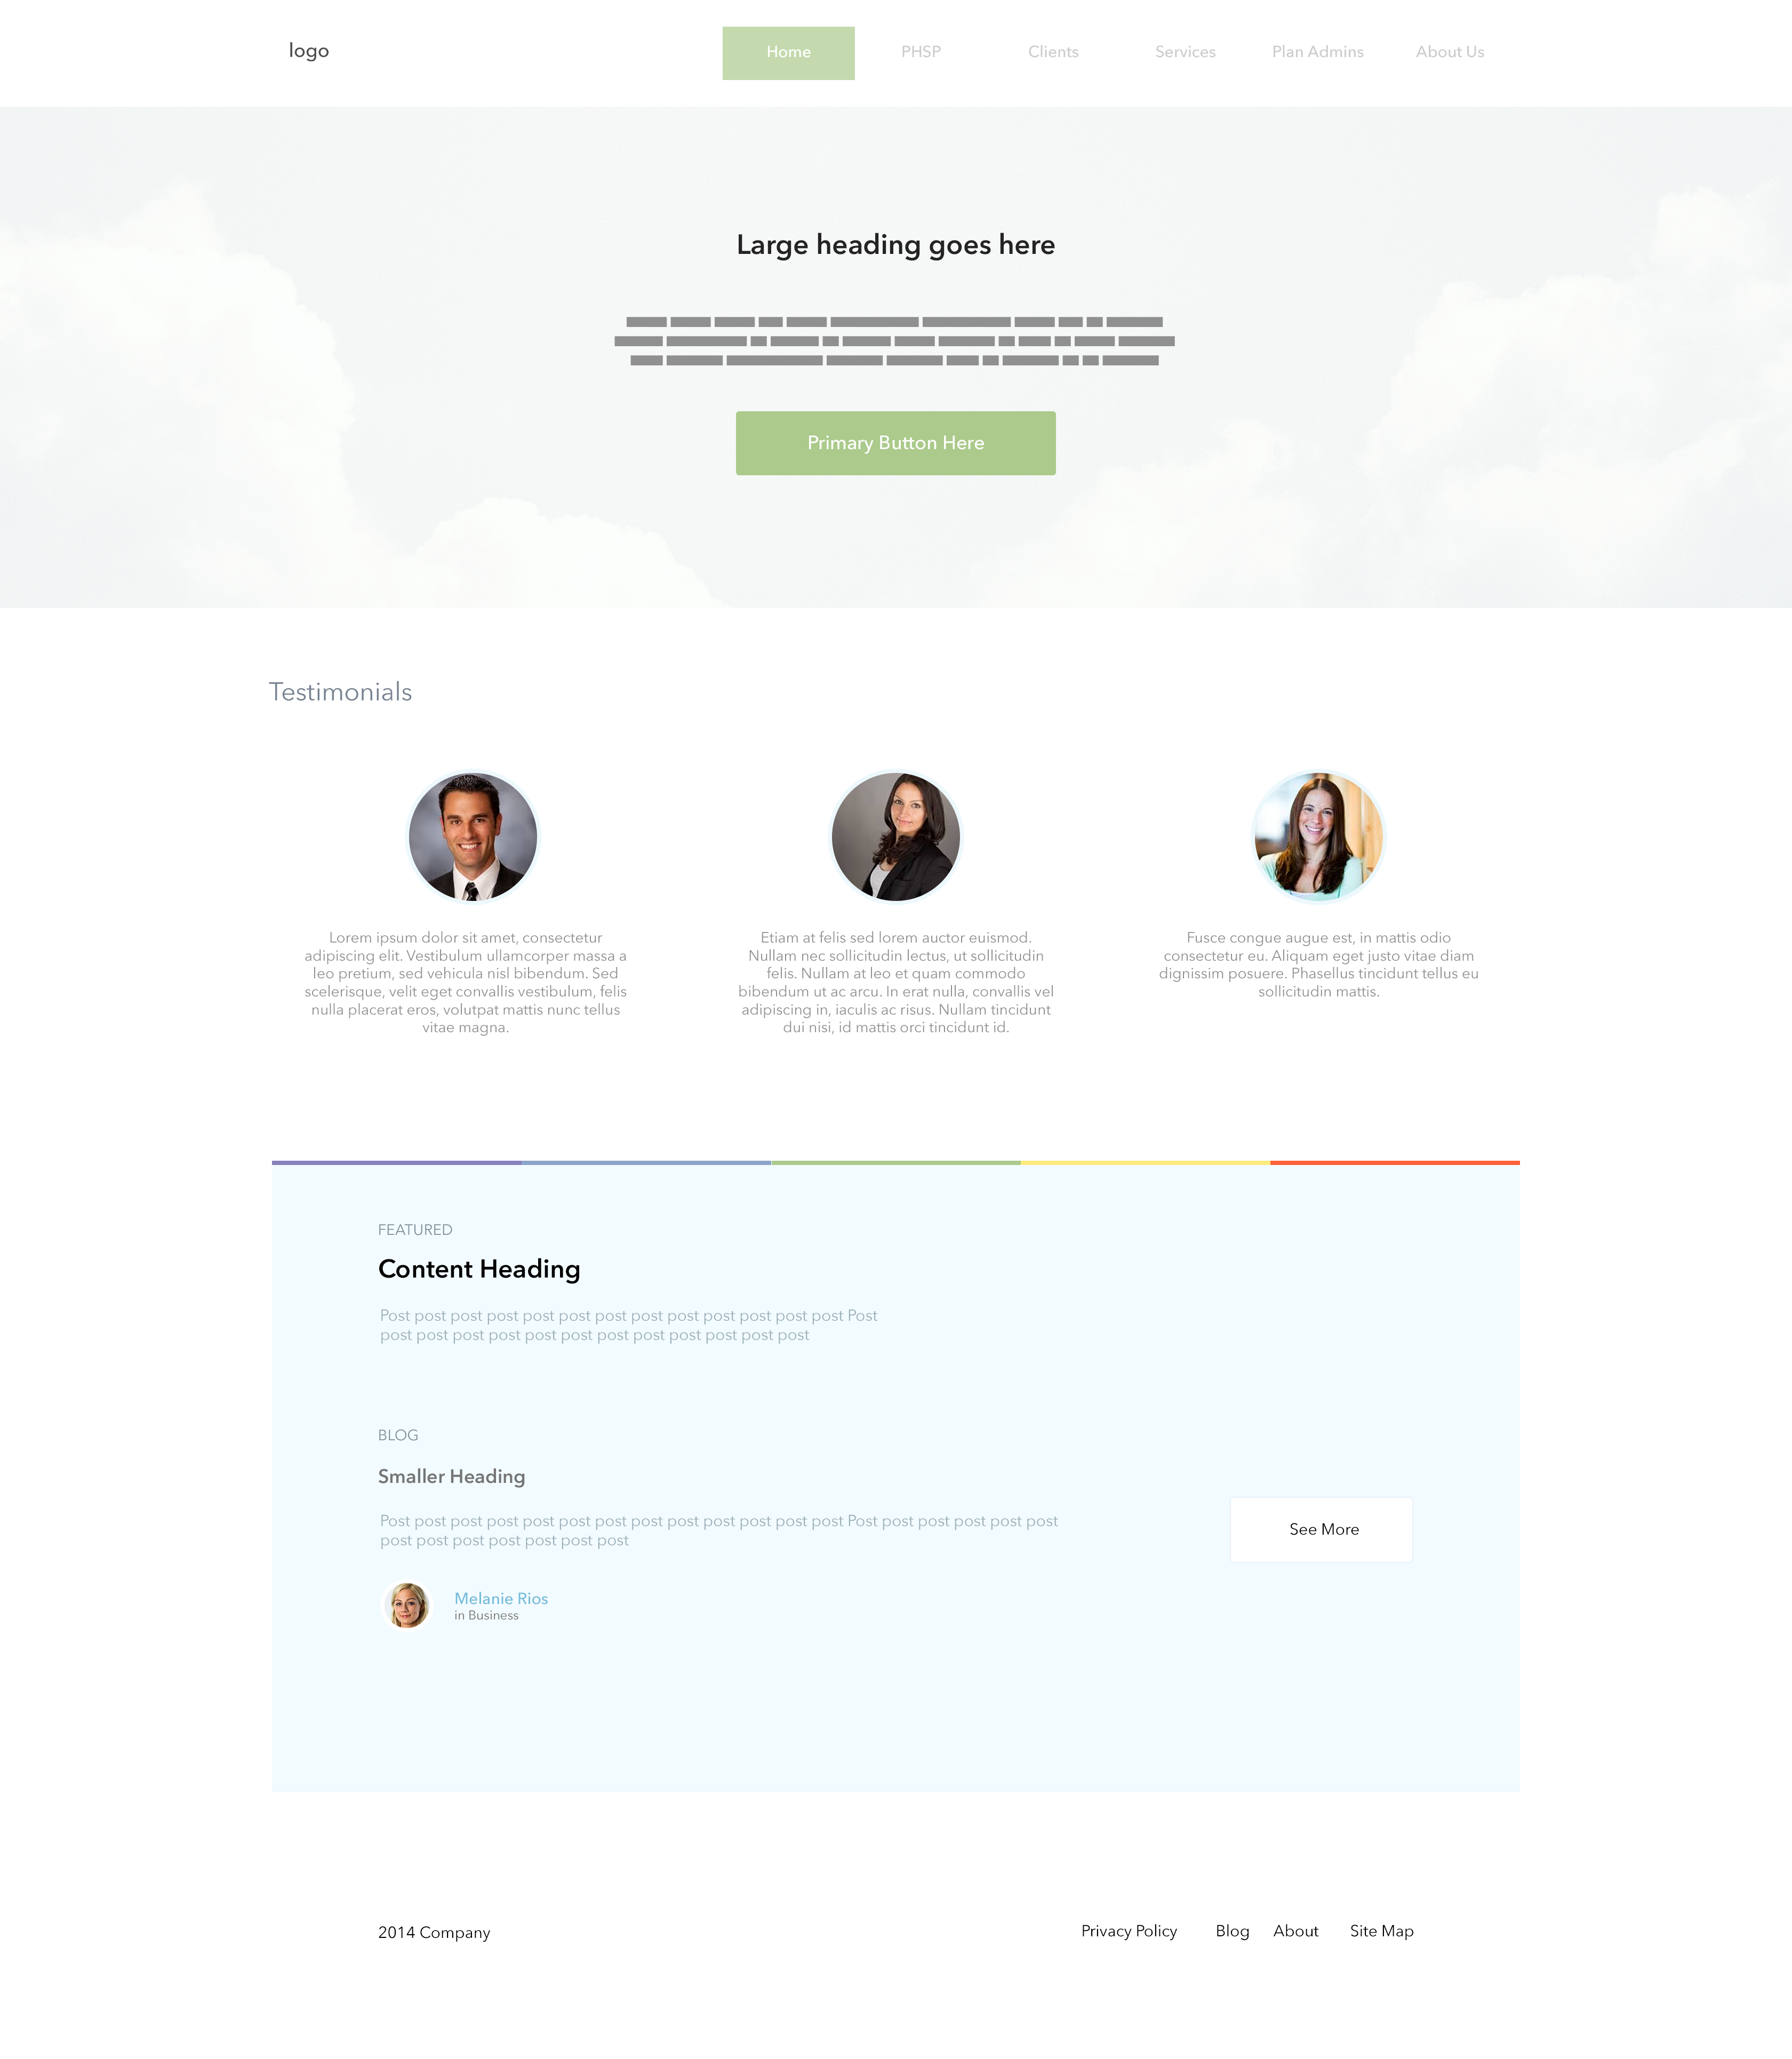 logo
Home
PHSP
Clients
Services
Plan Admins
About Us
Large heading goes here
Primary Button Here
Testimonials
Lorem ipsum dolor sit amet, consectetur
adipiscing elit. Vestibulum ullamcorper massa a
leo pretium, sed vehicula nisl bibendum. Sed
scelerisque, velit eget convallis vestibulum, felis
nulla placerat eros, volutpat mattis nunc tellus
vitae magna.
Etiam at felis sed lorem auctor euismod.
Nullam nec sollicitudin lectus, ut sollicitudin
felis. Nullam at leo et quam commodo
bibendum ut ac arcu. In erat nulla, convallis vel
adipiscing in, iaculis ac risus. Nullam tincidunt
dui nisi, id mattis orci tincidunt id.
Fusce congue augue est, in mattis odio
consectetur eu. Aliquam eget justo vitae diam
dignissim posuere. Phasellus tincidunt tellus eu
sollicitudin mattis.
FEATURED
Content Heading
Post post post post post post post post post post post post post Post
post post post post post post post post post post post post
BLOG
Smaller Heading
Post post post post post post post post post post post post post Post post post post post post
post post post post post post post
See More
Melanie Rios
in Business
2014 Company
Privacy Policy
Blog
About
Site Map